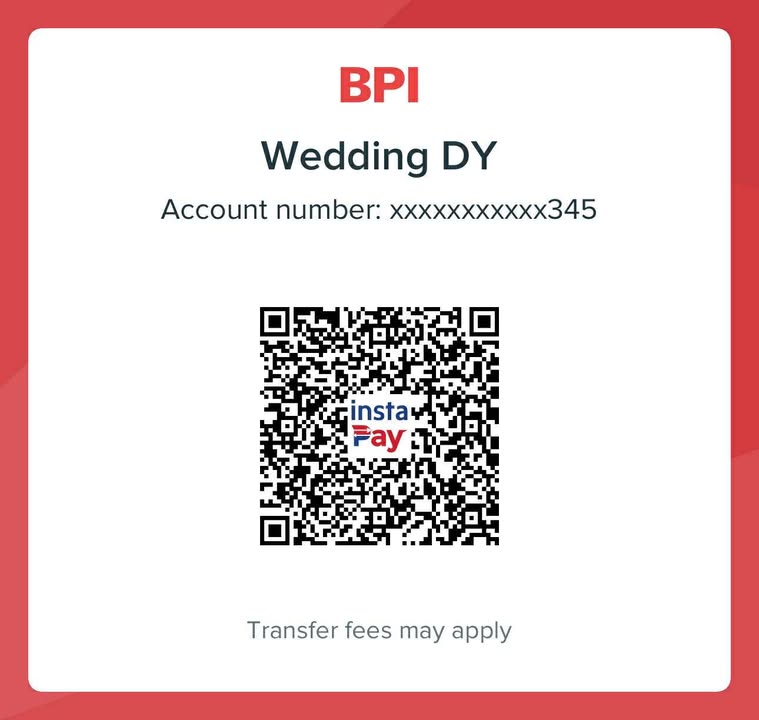 BPI
Wedding DY
Account number: xxxxxxxxxxx345
insta
Pay
Transfer fees may apply